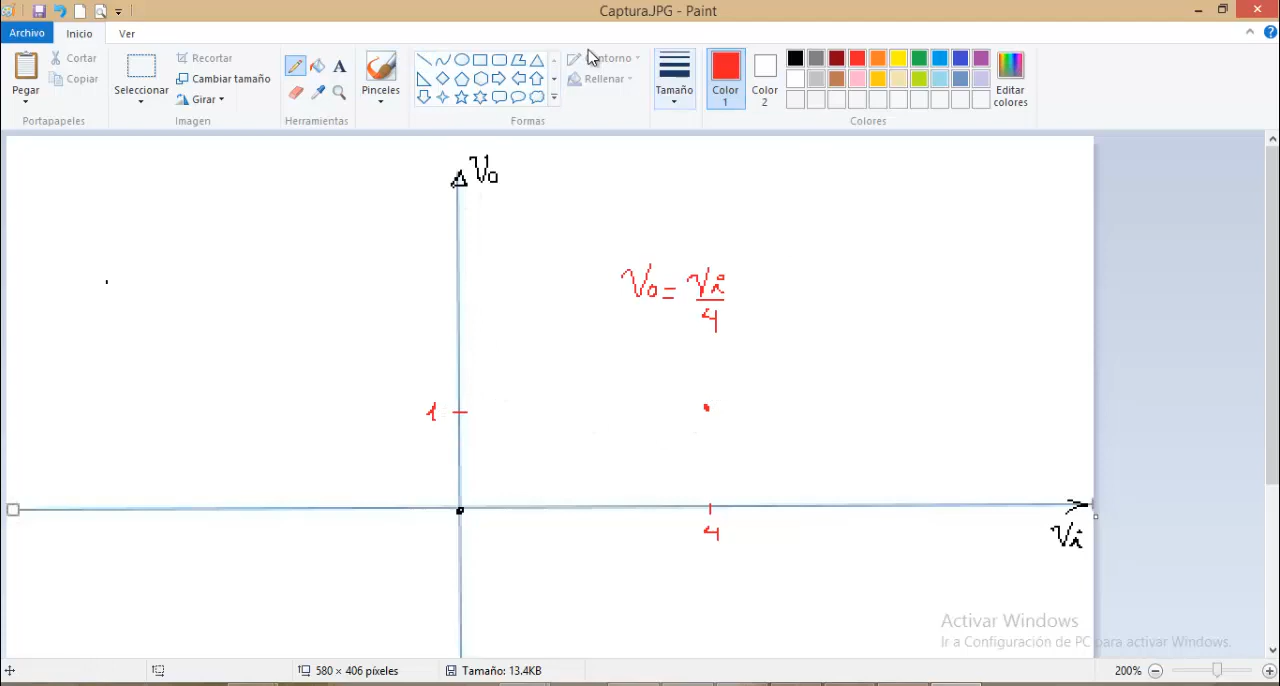 Captura.JPG - Paint
Archivo Inicio Ver
Pegar
Cortar
Copiar
Portapapeles
Seleccionar
Recortar
Cambiar tamaño
Girar
Imagen
A
Herramientas
Pinceles
Rellenar
Formas
Tamaño
Color 1
Color 2
Editar colores
Colores
Vo
Vo = Vi
4
1
4
Vi
Activar Windows
Ir a Configuración de PC para activar Windows.
580 × 406 píxeles
Tamaño: 13.4KB
200%